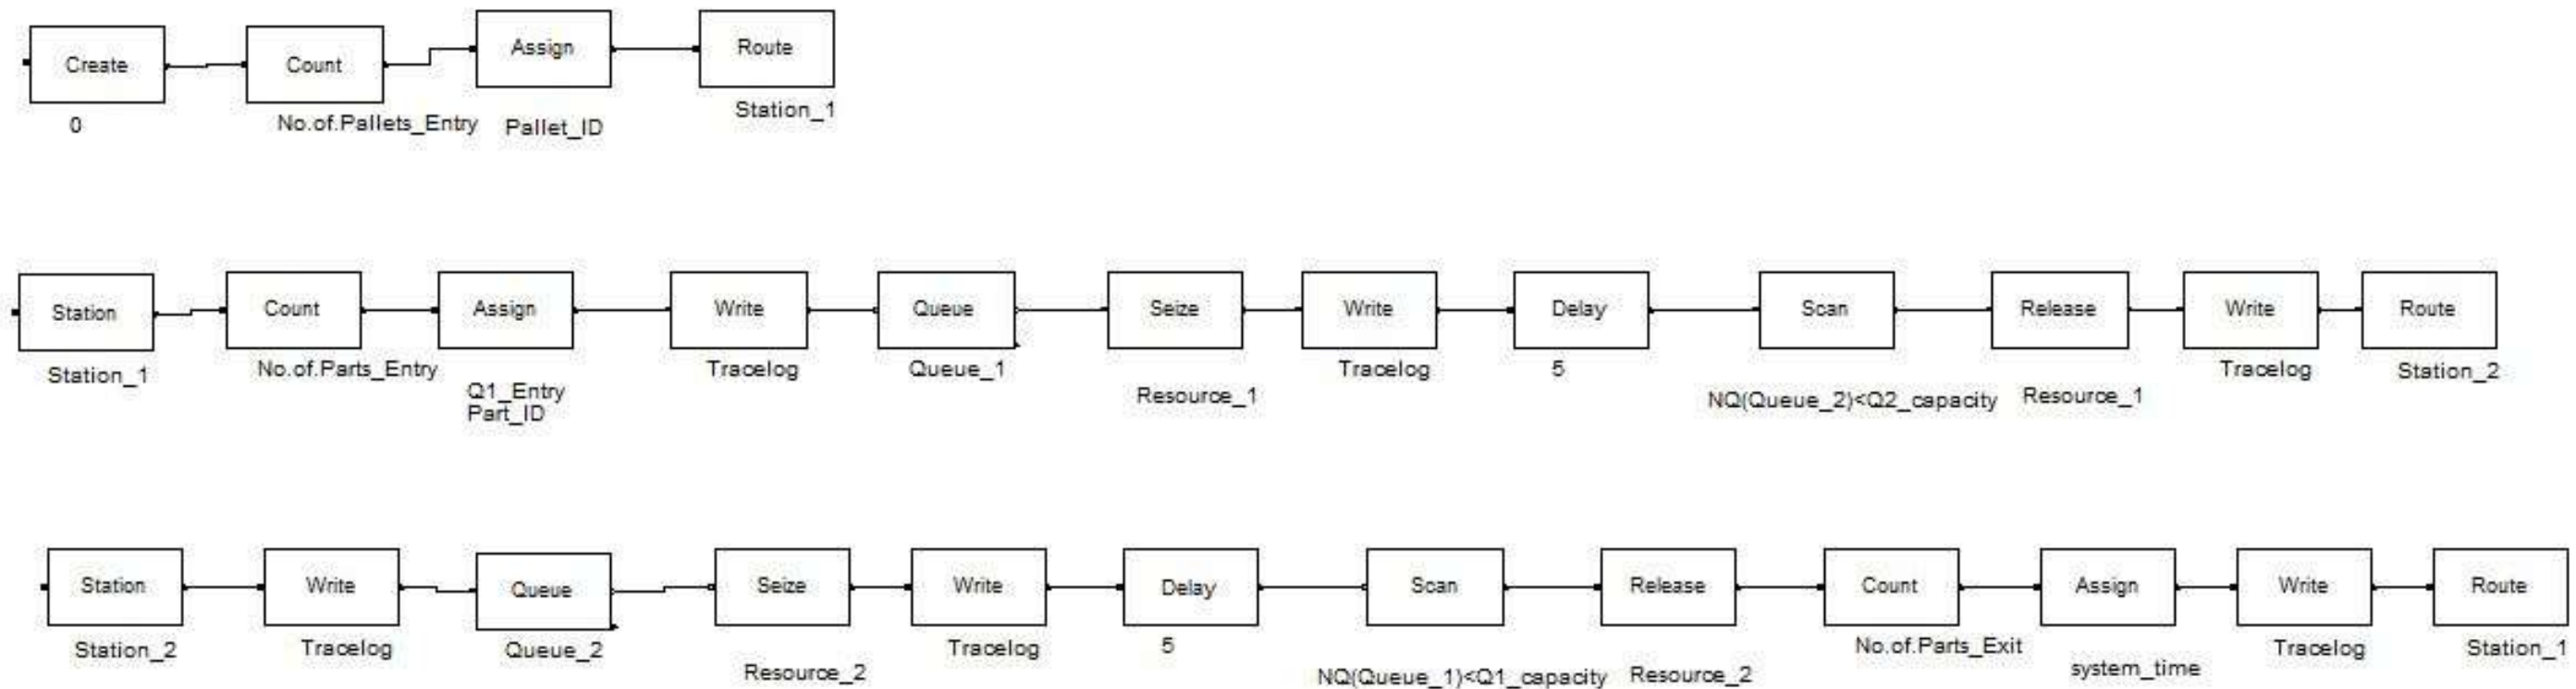 Create
Count
Assign
Route
0
No.of.Pallets_Entry
Pallet_ID
Station_1
Station
Count
Assign
Write
Queue
Seize
Write
Delay
Scan
Release
Write
Route
Station_1
No.of.Parts_Entry
Q1_Entry
Part_ID
Tracelog
Queue_1
Resource_1
Tracelog
5
NQ(Queue_2)<Q2_capacity
Resource_1
Tracelog
Station_2
Station
Write
Queue
Seize
Write
Delay
Scan
Release
Count
Assign
Write
Route
Station_2
Tracelog
Queue_2
Resource_2
Tracelog
5
NQ(Queue_1)<Q1_capacity
Resource_2
No.of.Parts_Exit
system_time
Tracelog
Station_1